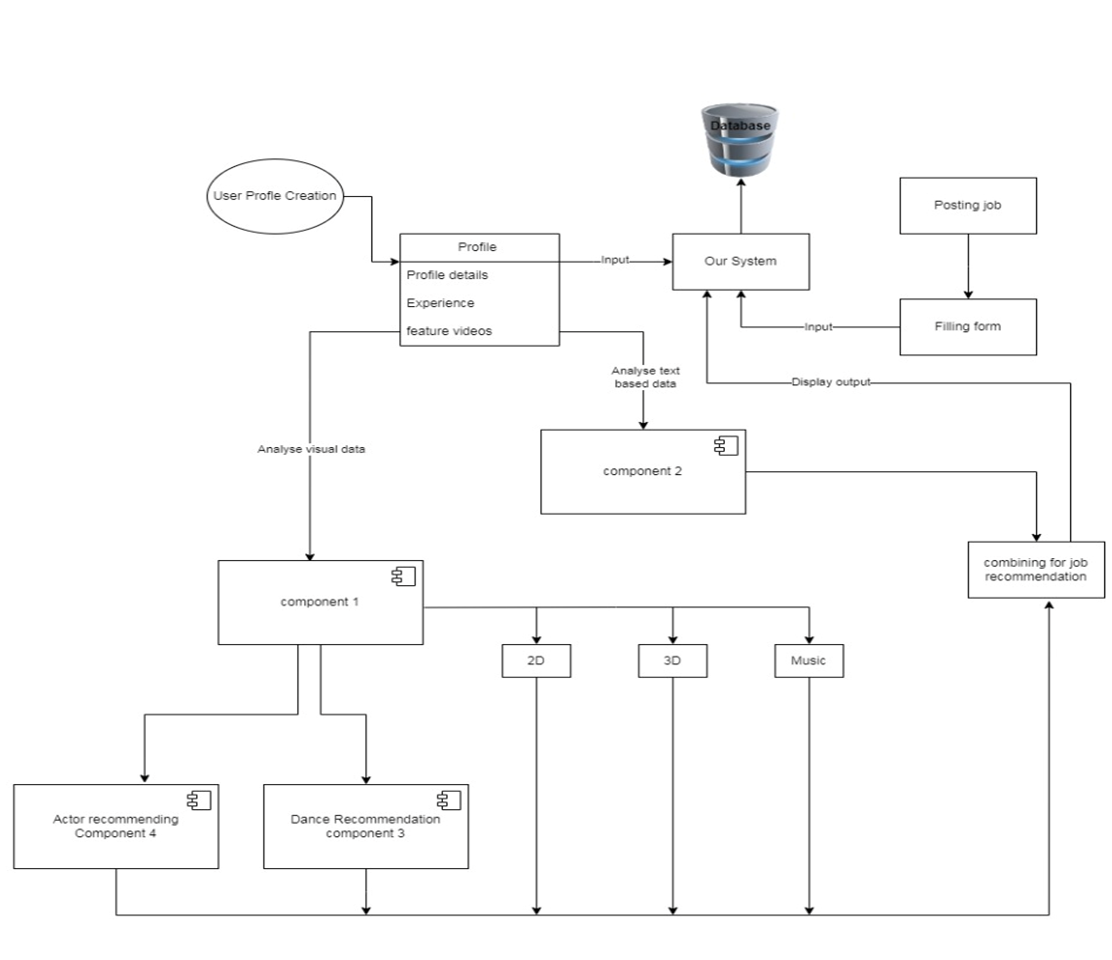 Database
User Profle Creation
Posting job
Profile
Profile details
Experience
feature videos
Input
Our System
Input
Filling form
Analyse text
based data
Display output
Analyse visual data
component 2
combining for job
recommendation
component 1
2D
3D
Music
Actor recommending
Component 4
Dance Recommendation
component 3